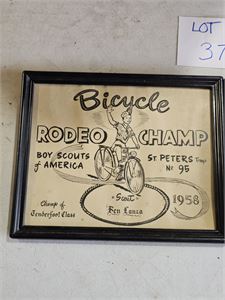 LOT
37
Bicycle
RODEO CHAMP
BOY SCOUTS ST. PETERS Troop
of AMERICA No 95
Scout
Ken Lanza
1958
Champ of
Tenderfoot Class